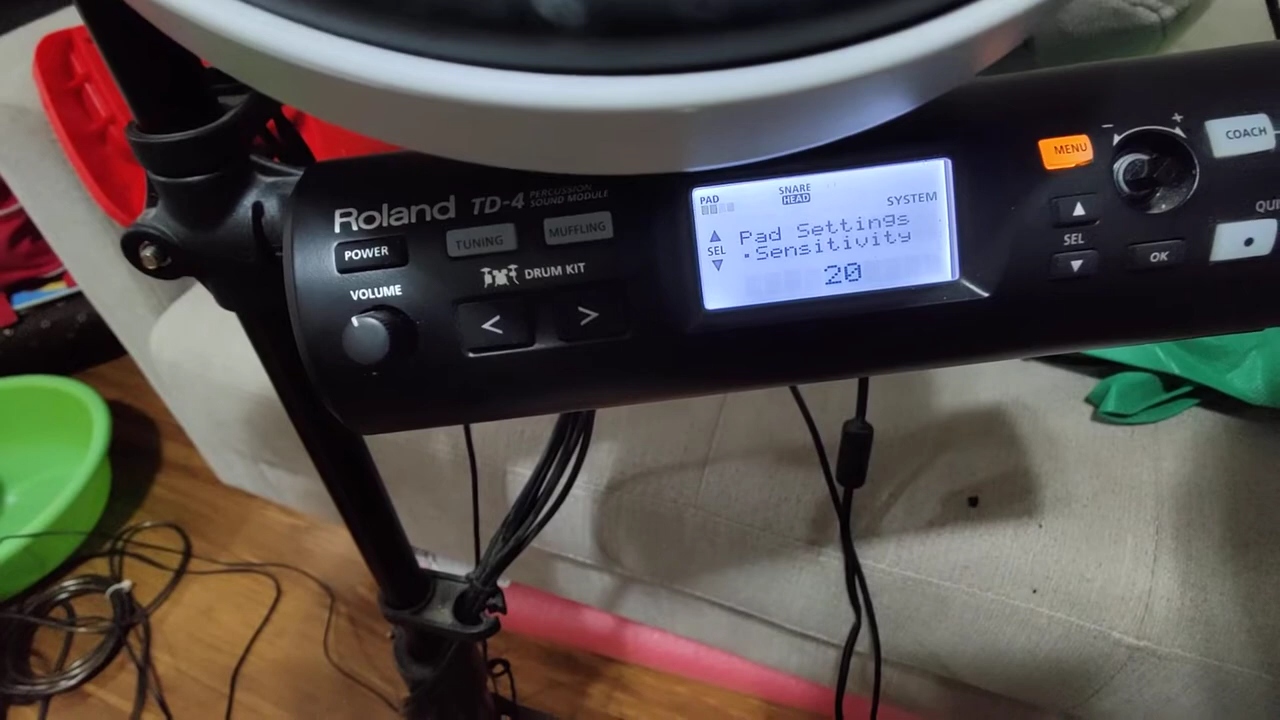 Roland TD-4 PERCUSSION
SOUND MODULE
POWER
TUNING
MUFFLING
VOLUME
DRUM KIT
<
>
PAD
SNARE
HEAD
SYSTEM
▲
SEL
▼
Pad Settings
•Sensitivity
20
MENU
-
+
COACH
▲
SEL
▼
OK
QUI